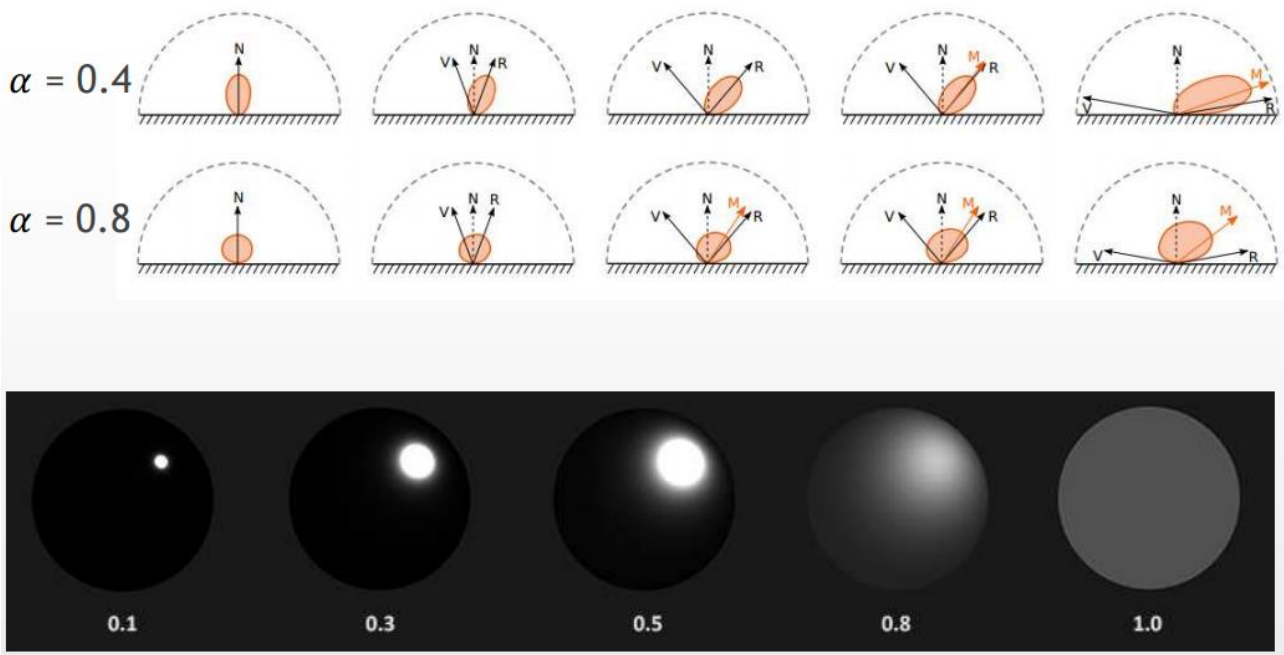 α = 0.4
N
V N R
V N R
V N M R
V N M R
α = 0.8
N
V N R
V N M R
V N M R
V N M R
0.1 0.3 0.5 0.8 1.0